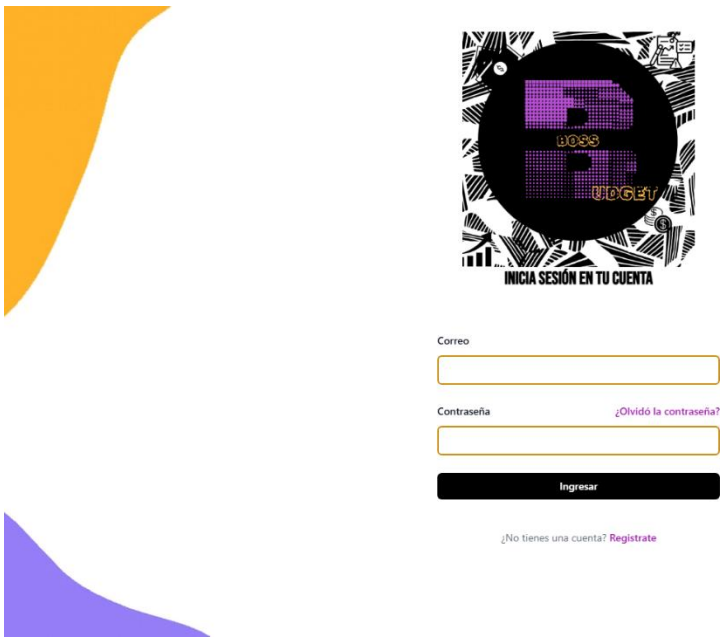 BOSS
UDGET
INICIA SESIÓN EN TU CUENTA
Correo
Contraseña ¿Olvidó la contraseña?
Ingresar
¿No tienes una cuenta? Registrate